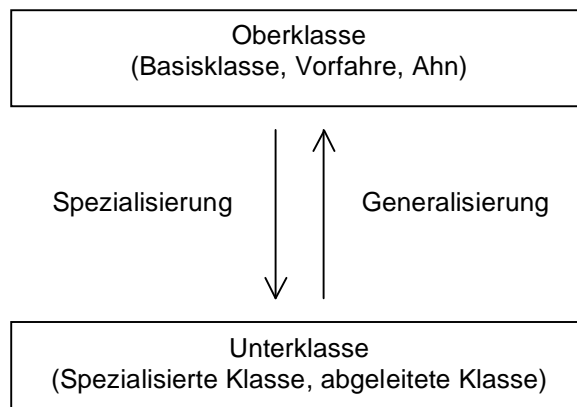 Oberklasse
(Basisklasse, Vorfahre, Ahn)
Spezialisierung
Generalisierung
Unterklasse
(Spezialisierte Klasse, abgeleitete Klasse)